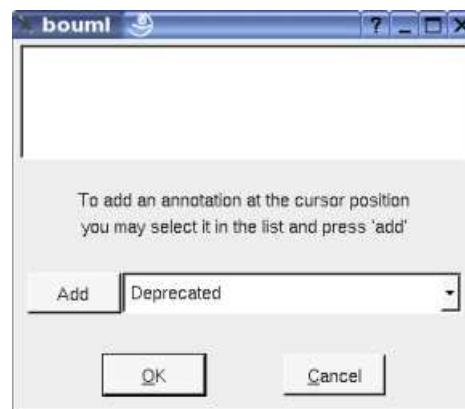 bouml
To add an annotation at the cursor position
you may select it in the list and press 'add'
Add Deprecated
OK Cancel